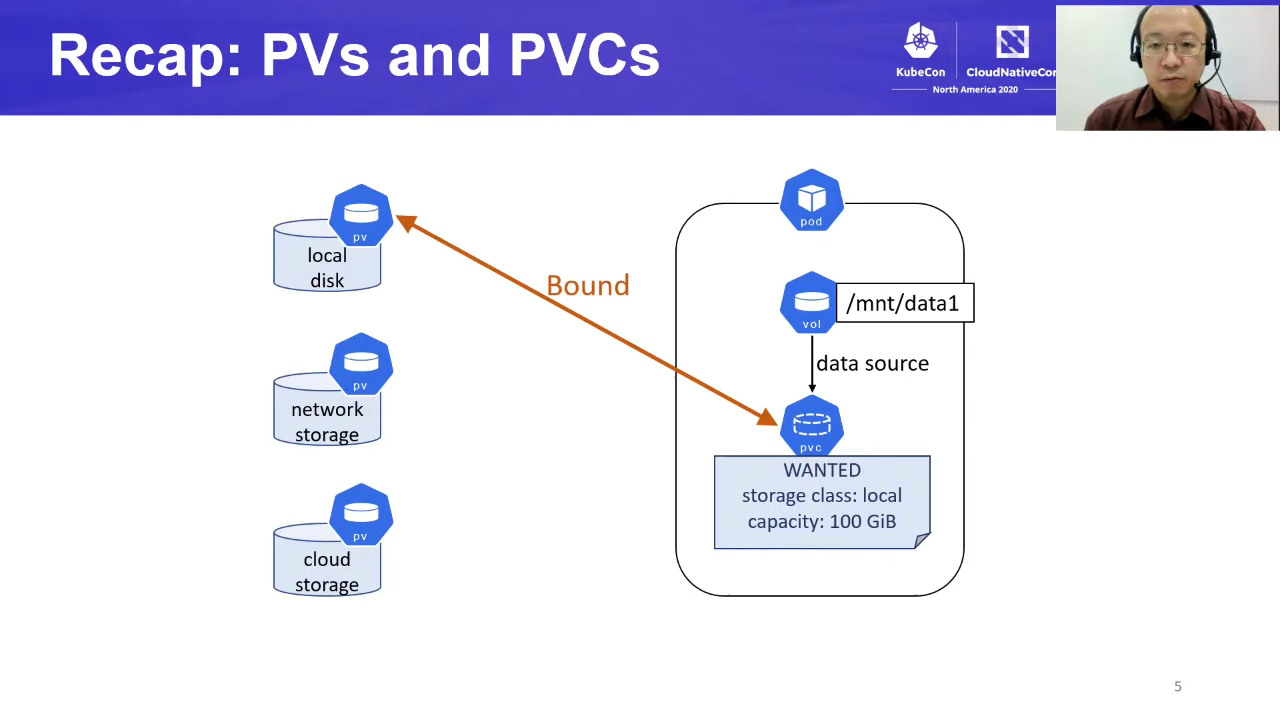 Recap: PVs and PVCs
KubeCon
CloudNativeCon
North America 2020
pv
local
disk
pv
network
storage
pv
cloud
storage
Bound
pod
vol
/mnt/data1
data source
pvc
WANTED
storage class: local
capacity: 100 GiB
5